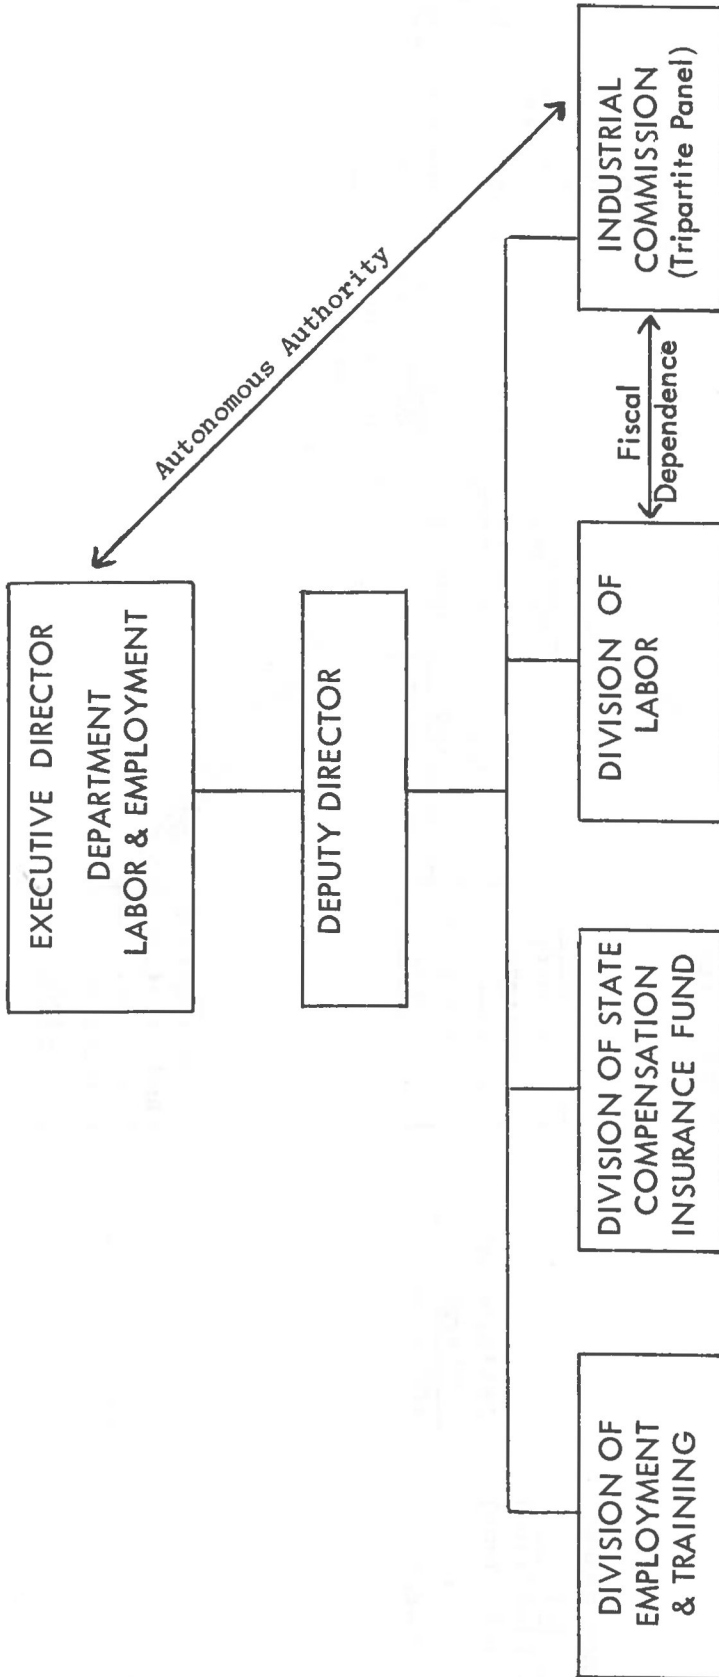 EXECUTIVE DIRECTOR
DEPARTMENT
LABOR & EMPLOYMENT
Autonomous Authority
DEPUTY DIRECTOR
DIVISION OF
EMPLOYMENT
& TRAINING
DIVISION OF STATE
COMPENSATION
INSURANCE FUND
DIVISION OF
LABOR
Fiscal
Dependence
INDUSTRIAL
COMMISSION
(Tripartite Panel)